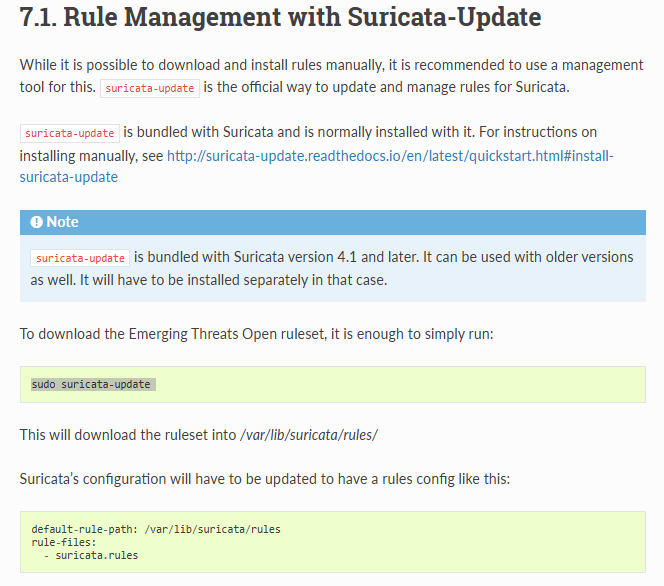 7.1. Rule Management with Suricata-Update
While it is possible to download and install rules manually, it is recommended to use a management
tool for this. suricata-update is the official way to update and manage rules for Suricata.
suricata-update is bundled with Suricata and is normally installed with it. For instructions on
installing manually, see http://suricata-update.readthedocs.io/en/latest/quickstart.html#install-
suricata-update
Note
suricata-update is bundled with Suricata version 4.1 and later. It can be used with older versions
as well. It will have to be installed separately in that case.
To download the Emerging Threats Open ruleset, it is enough to simply run:
sudo suricata-update
This will download the ruleset into /var/lib/suricata/rules/
Suricata’s configuration will have to be updated to have a rules config like this:
default-rule-path: /var/lib/suricata/rules
rule-files:
  - suricata.rules